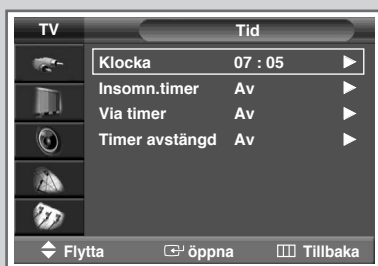 TV Tid
Klocka 07 : 05
Insomn.timer Av
Via timer Av
Timer avstängd Av
Flytta öppna Tillbaka